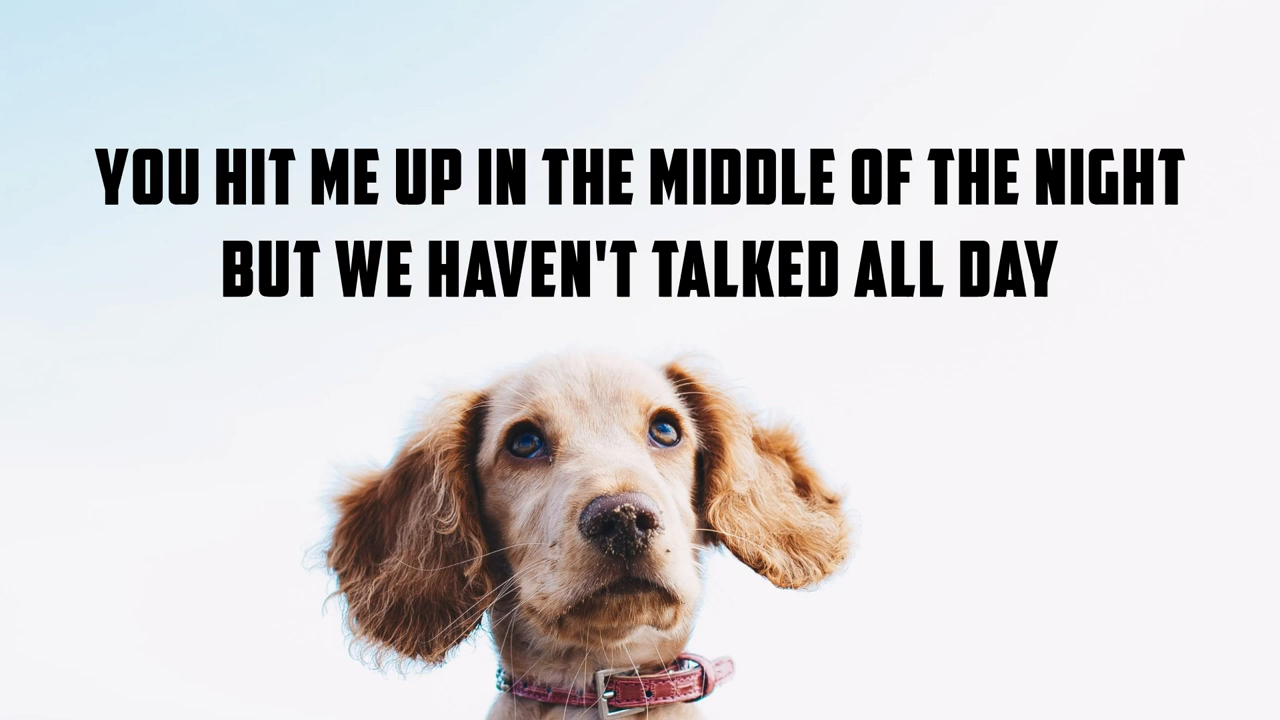 YOU HIT ME UP IN THE MIDDLE OF THE NIGHT
BUT WE HAVEN'T TALKED ALL DAY